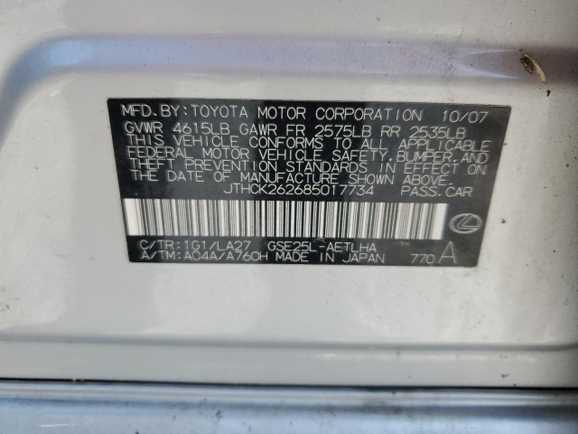 MFD. BY: TOYOTA MOTOR CORPORATION 10/07
GVWR 4615LB GAWR FR 2575LB RR 2535LB
THIS VEHICLE CONFORMS TO ALL APPLICABLE
FEDERAL MOTOR VEHICLE SAFETY, BUMPER, AND
THEFT PREVENTION STANDARDS IN EFFECT ON
THE DATE OF MANUFACTURE SHOWN ABOVE.
JTHCK262685017734 PASS. CAR
C/TR: 1G1/LA27 GSE25L-AETLHA
A/TM: A04A/A760H MADE IN JAPAN 770 A